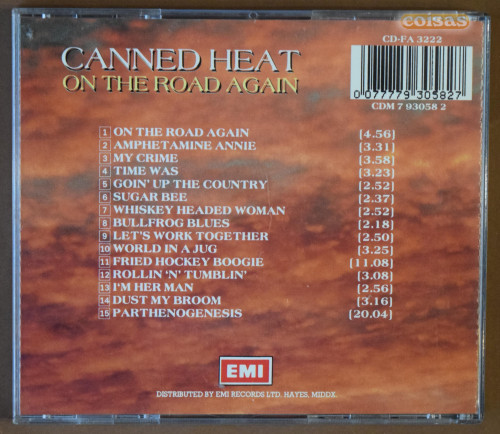 coisas
CD-FA 3222
CANNED HEAT
ON THE ROAD AGAIN
0 077779 305827
CDM 7 93058 2
1 ON THE ROAD AGAIN [4.56]
2 AMPHETAMINE ANNIE [3.31]
3 MY CRIME [3.58]
4 TIME WAS [3.23]
5 GOIN' UP THE COUNTRY [2.52]
6 SUGAR BEE [2.37]
7 WHISKEY HEADED WOMAN [2.52]
8 BULLFROG BLUES [2.18]
9 LET'S WORK TOGETHER [2.50]
10 WORLD IN A JUG [3.25]
11 FRIED HOCKEY BOOGIE [11.08]
12 ROLLIN 'N' TUMBLIN' [3.08]
13 I'M HER MAN [2.56]
14 DUST MY BROOM [3.16]
15 PARTHENOGENESIS [20.04]
EMI
DISTRIBUTED BY EMI RECORDS LTD. HAYES. MIDDX.